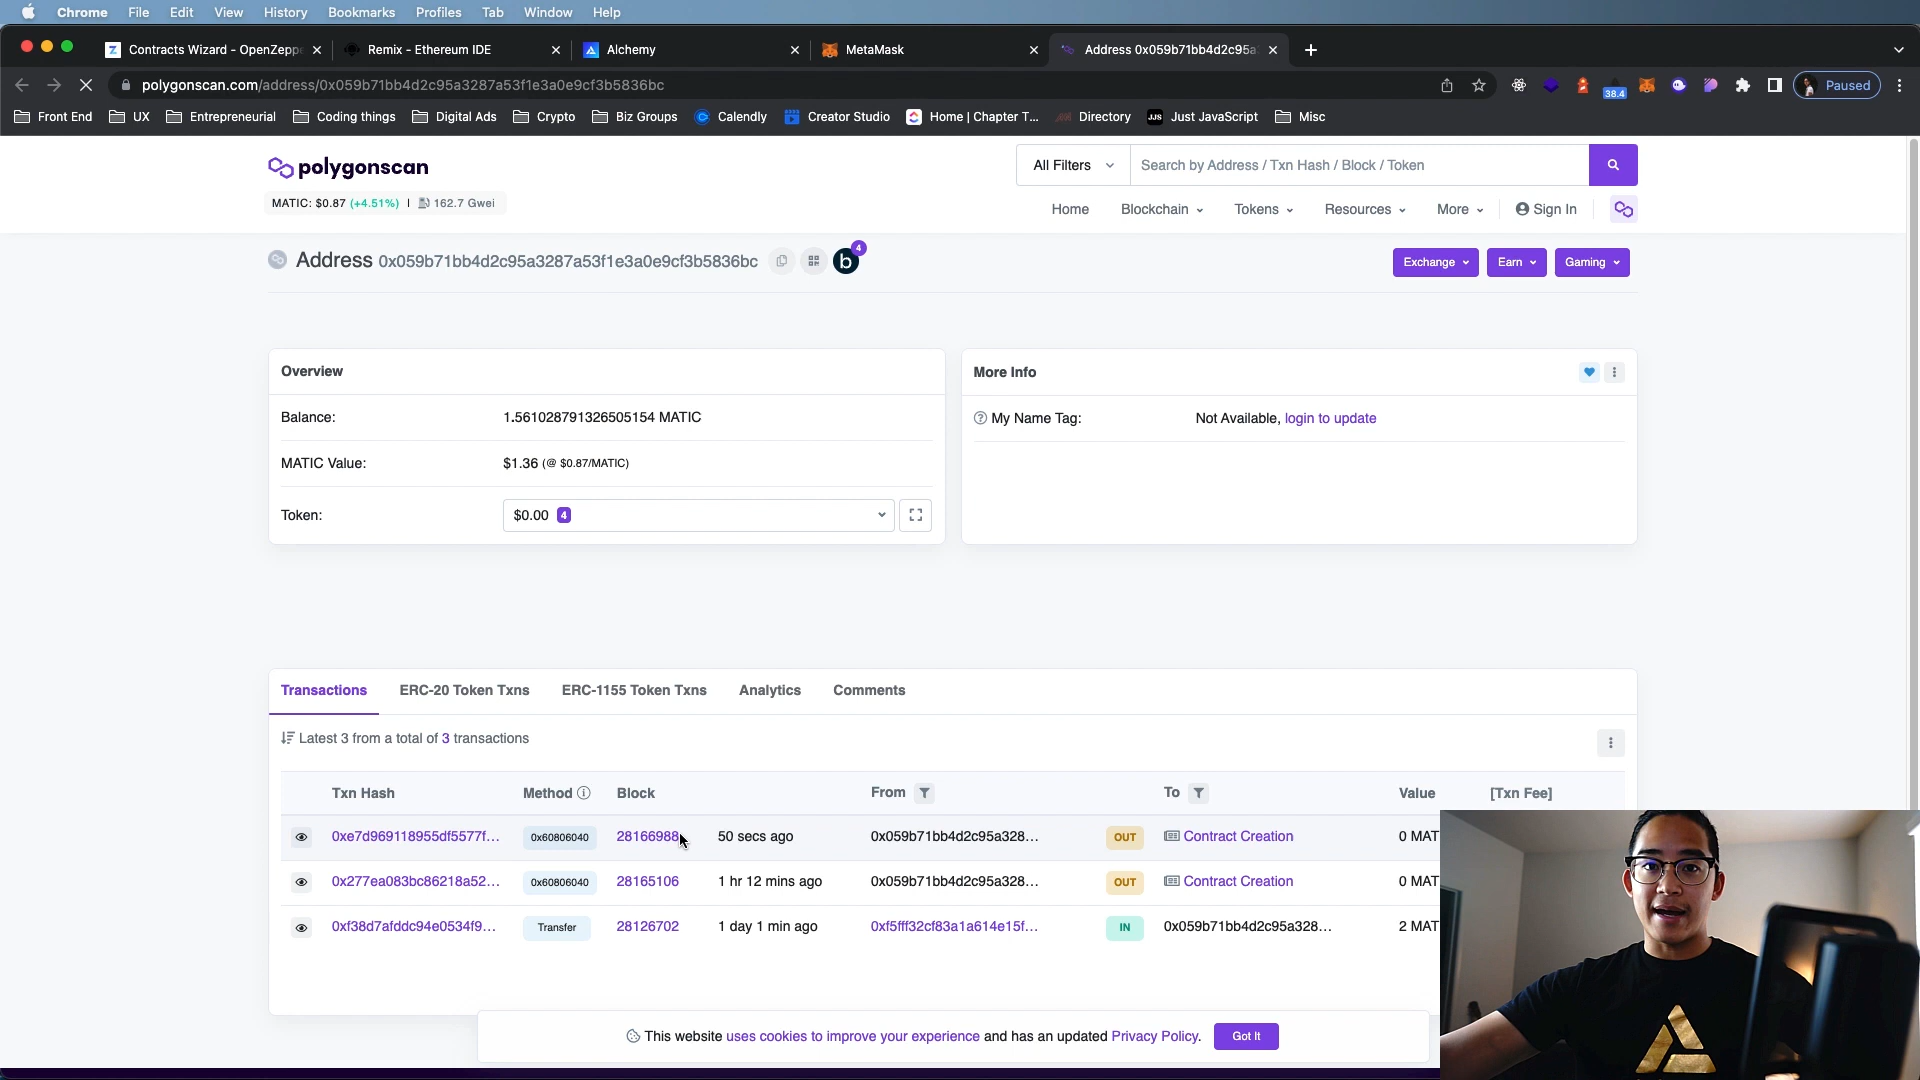 Chrome File Edit View History Bookmarks Profiles Tab Window Help
Contracts Wizard - OpenZepp Remix - Ethereum IDE Alchemy MetaMask Address 0x059b71bb4d2c95a
polygonscan.com/address/0x059b71bb4d2c95a3287a53f1e3a0e9cf3b5836bc 38.4 Paused
Front End UX Entrepreneurial Coding things Digital Ads Crypto Biz Groups Calendly Creator Studio Home | Chapter T... Directory JJS Just JavaScript Misc
polygonscan All Filters Search by Address / Txn Hash / Block / Token
MATIC: $0.87 (+4.51%) | 162.7 Gwei
Home Blockchain Tokens Resources More Sign In
Address 0x059b71bb4d2c95a3287a53f1e3a0e9cf3b5836bc b 4 Exchange Earn Gaming
Overview
Balance: 1.561028791326505154 MATIC
MATIC Value: $1.36 (@ $0.87/MATIC)
Token: $0.00 4
More Info
My Name Tag: Not Available, login to update
Transactions ERC-20 Token Txns ERC-1155 Token Txns Analytics Comments
Latest 3 from a total of 3 transactions
Txn Hash Method Block From To Value [Txn Fee]
0xe7d969118955df5577f... 0x60806040 28166988 50 secs ago 0x059b71bb4d2c95a328... OUT Contract Creation 0 MAT
0x277ea083bc86218a52... 0x60806040 28165106 1 hr 12 mins ago 0x059b71bb4d2c95a328... OUT Contract Creation 0 MAT
0xf38d7afddc94e0534f9... Transfer 28126702 1 day 1 min ago 0xf5fff32cf83a1a614e15f... IN 0x059b71bb4d2c95a328... 2 MAT
This website uses cookies to improve your experience and has an updated Privacy Policy. Got It